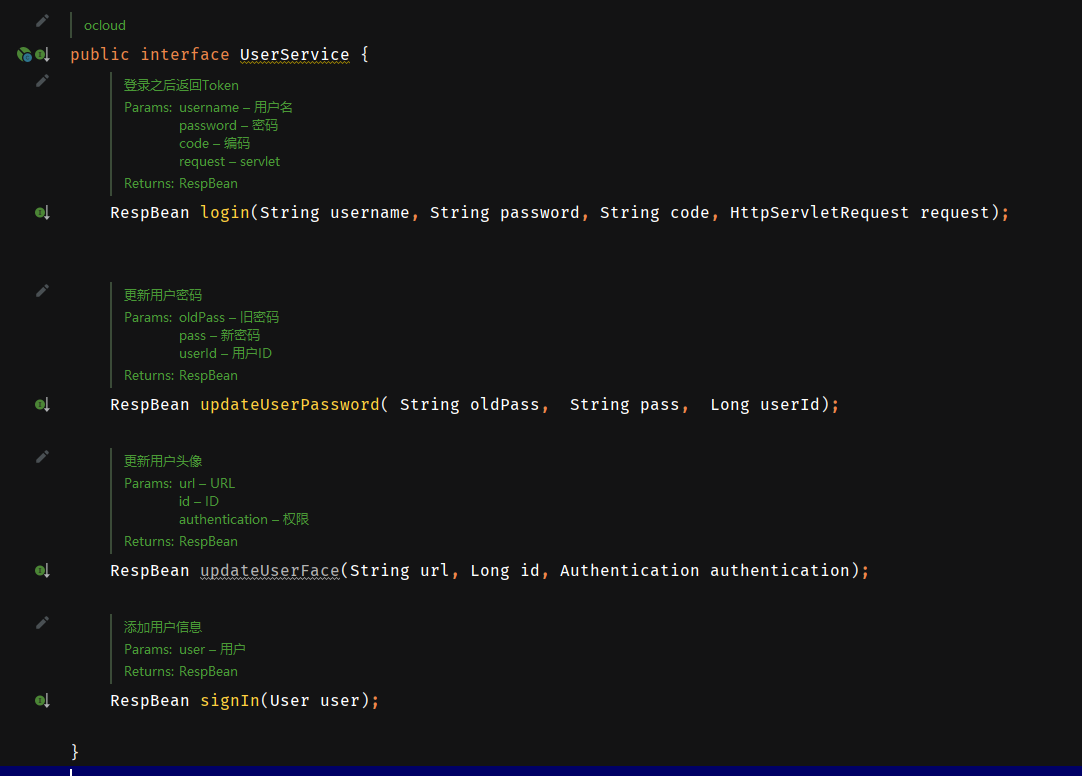 ocloud
public interface UserService {
登录之后返回Token
Params: username – 用户名
password – 密码
code – 编码
request – servlet
Returns: RespBean
RespBean login(String username, String password, String code, HttpServletRequest request);
更新用户密码
Params: oldPass – 旧密码
pass – 新密码
userId – 用户ID
Returns: RespBean
RespBean updateUserPassword( String oldPass,  String pass,  Long userId);
更新用户头像
Params: url – URL
id – ID
authentication – 权限
Returns: RespBean
RespBean updateUserFace(String url, Long id, Authentication authentication);
添加用户信息
Params: user – 用户
Returns: RespBean
RespBean signIn(User user);
}